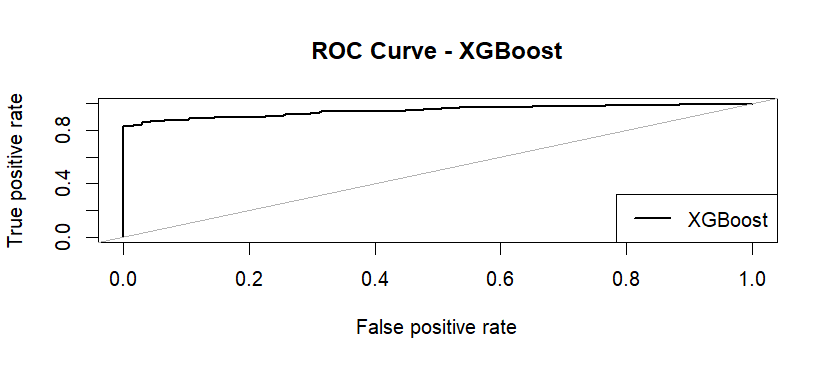 ROC Curve - XGBoost
True positive rate
0.0 0.4 0.8
XGBoost
0.0 0.2 0.4 0.6 0.8 1.0
False positive rate